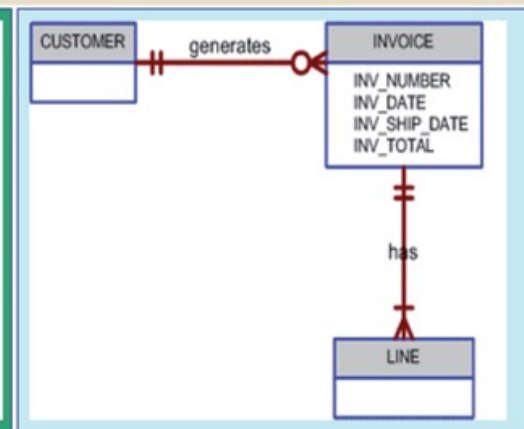 CUSTOMER
generates
INVOICE
INV_NUMBER
INV_DATE
INV_SHIP_DATE
INV_TOTAL
has
LINE